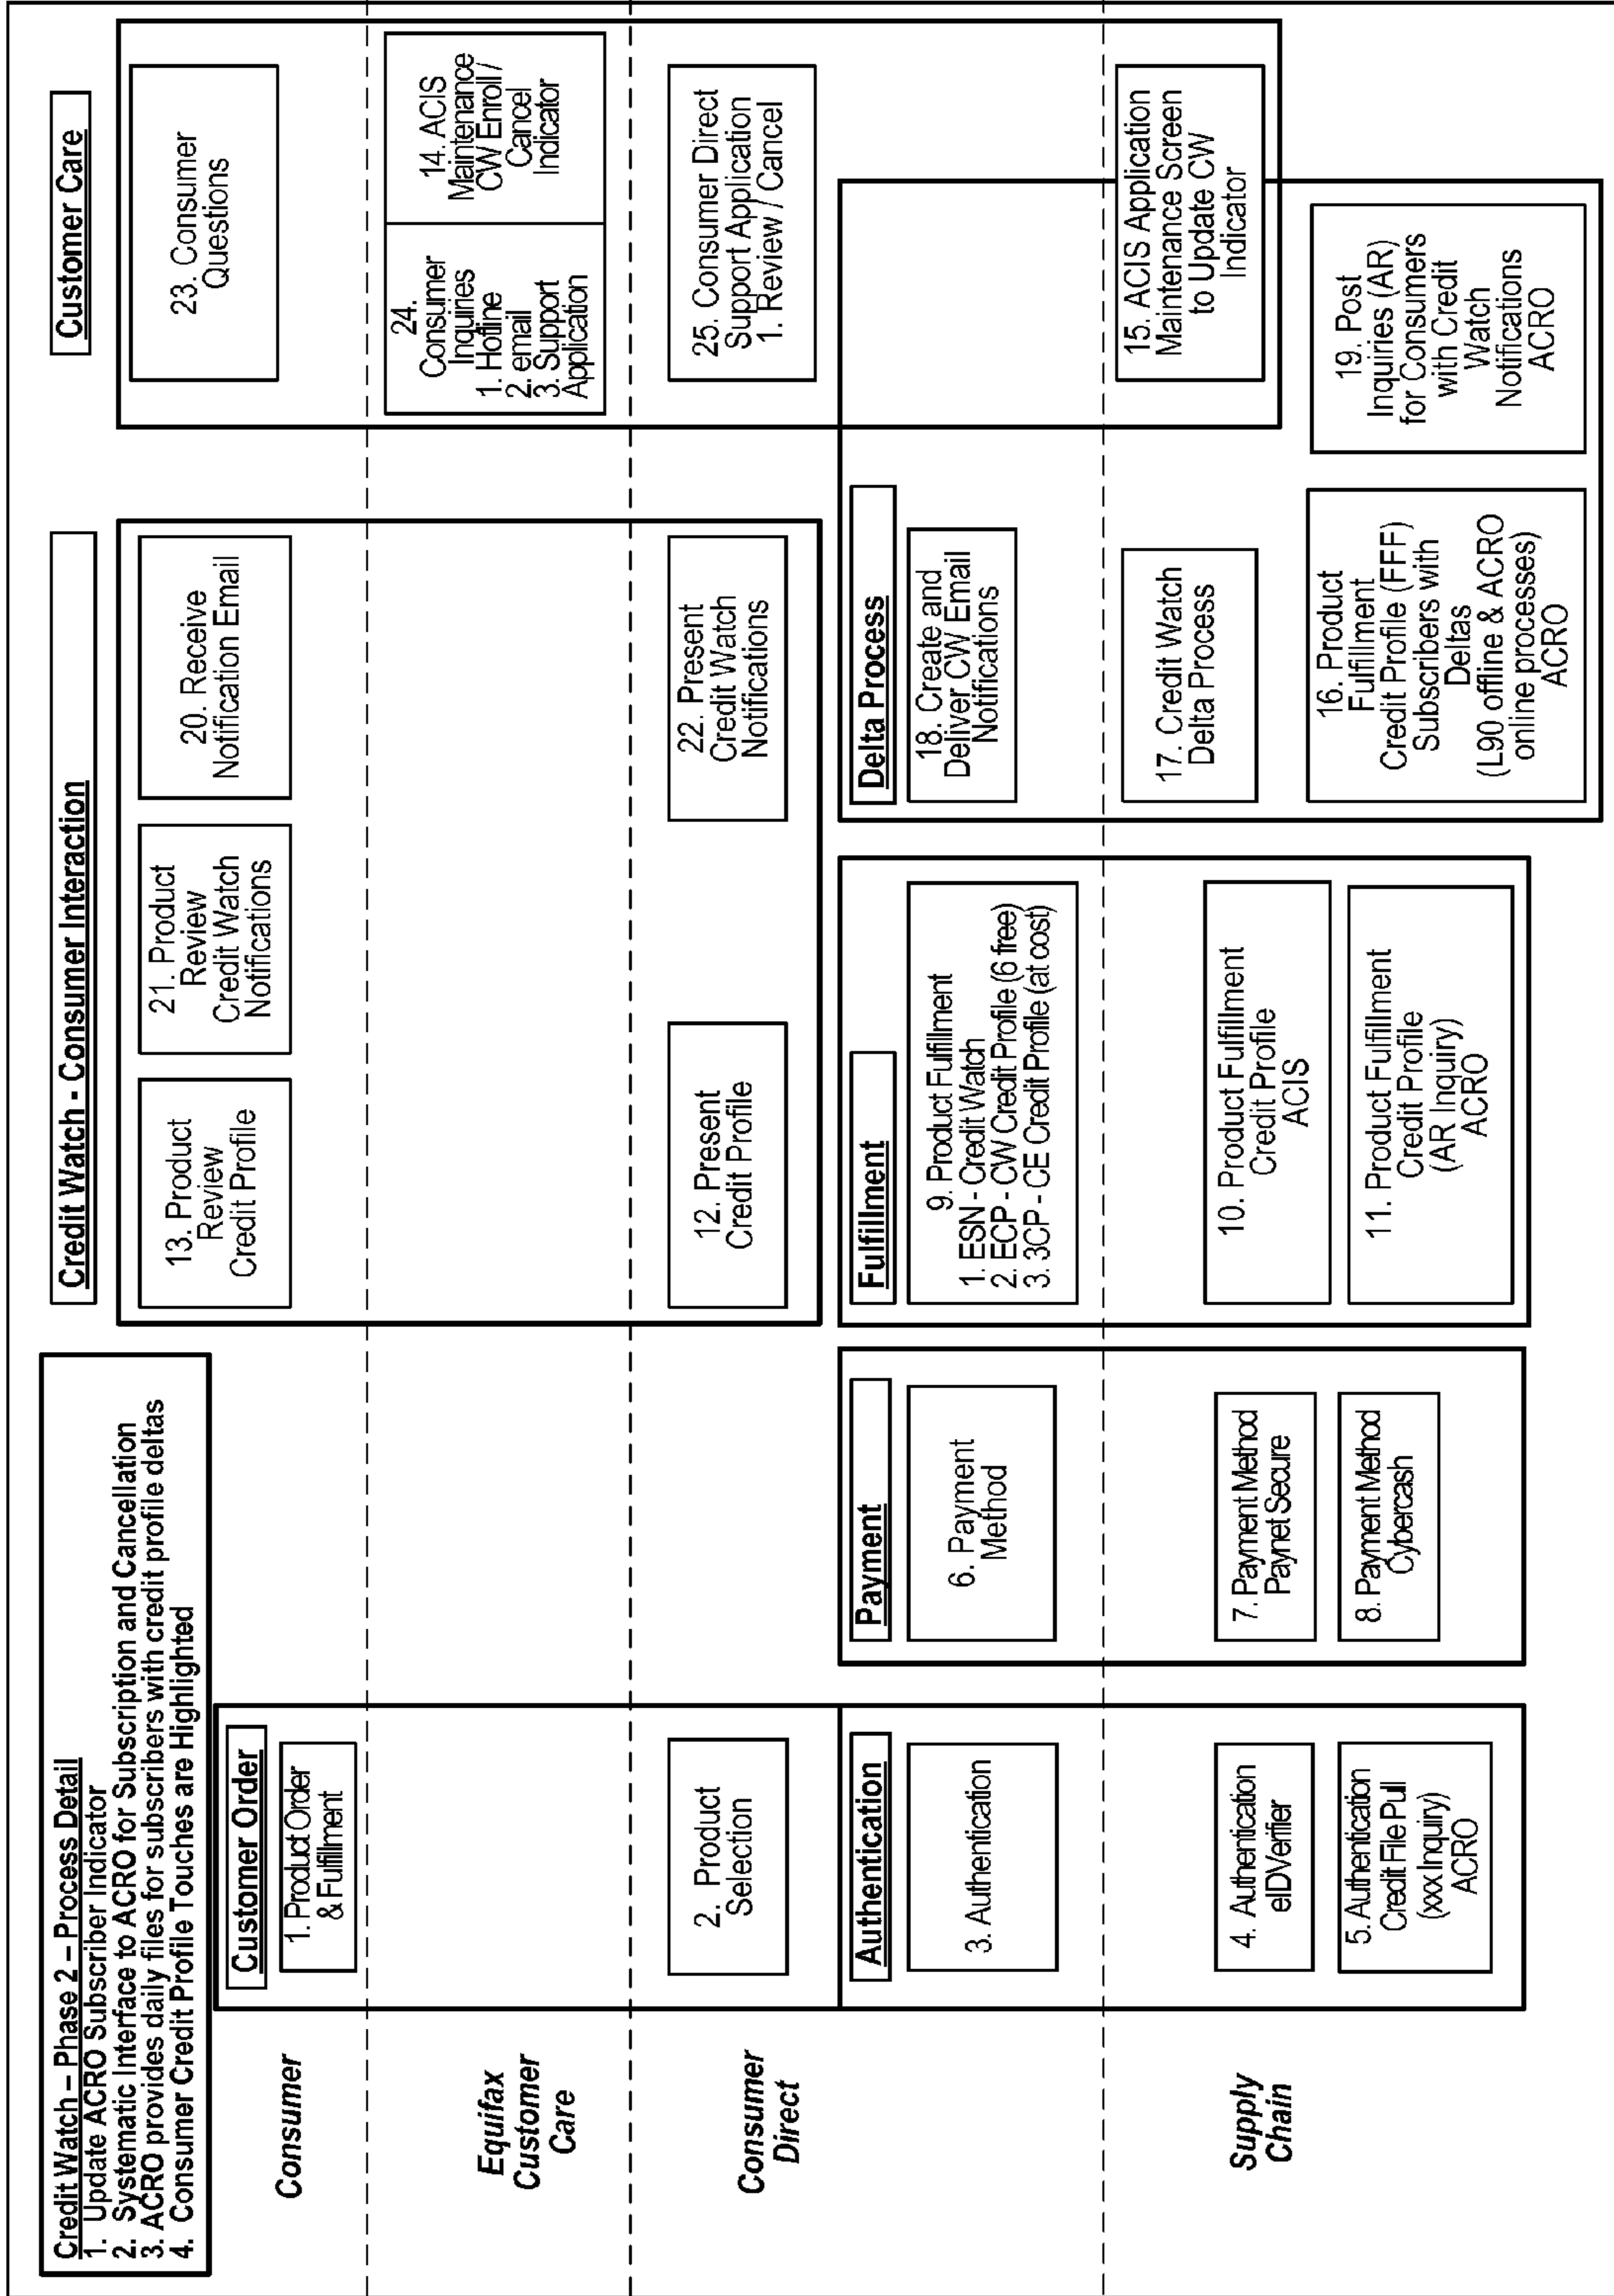 Credit Watch – Phase 2 – Process Detail
1. Update ACRO Subscriber Indicator
2. Systematic Interface to ACRO for Subscription and Cancellation
3. ACRO provides daily files for subscribers with credit profile deltas
4. Consumer Credit Profile Touches are Highlighted
Credit Watch - Consumer Interaction
Customer Care
Consumer
Customer Order
1. Product Order
& Fulfillment
13. Product
Review
Credit Profile
21. Product
Review
Credit Watch
Notifications
20. Receive
Notification Email
23. Consumer
Questions
Equifax
Customer
Care
24.
Consumer
Inquiries
1. Hotline
2. email
3. Support
Application
14. ACIS
Maintenance
CW Enroll /
Cancel
Indicator
Consumer
Direct
2. Product
Selection
12. Present
Credit Profile
22. Present
Credit Watch
Notifications
25. Consumer Direct
Support Application
1. Review / Cancel
Authentication
3. Authentication
Payment
6. Payment
Method
Fulfillment
9. Product Fulfillment
1. ESN - Credit Watch
2. ECP - CW Credit Profile (6 free)
3. 3CP - CE Credit Profile (at cost)
Delta Process
18. Create and
Deliver CW Email
Notifications
Supply
Chain
4. Authentication
eIDVerifier
5. Authentication
Credit File Pull
(xxx Inquiry)
ACRO
7. Payment Method
Paynet Secure
8. Payment Method
Cybercash
10. Product Fulfillment
Credit Profile
ACIS
11. Product Fulfillment
Credit Profile
(AR Inquiry)
ACRO
17. Credit Watch
Delta Process
15. ACIS Application
Maintenance Screen
to Update CW
Indicator
16. Product
Fulfillment
Credit Profile (FFF)
Subscribers with
Deltas
(L90 offline & ACRO
online processes)
ACRO
19. Post
Inquiries (AR)
for Consumers
with Credit
Watch
Notifications
ACRO